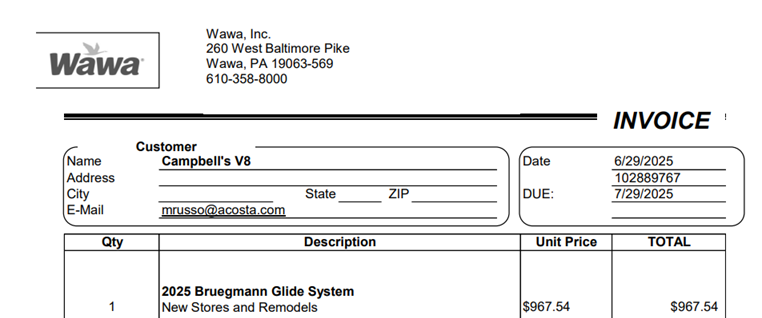 Wawa
Wawa, Inc.
260 West Baltimore Pike
Wawa, PA 19063-569
610-358-8000
INVOICE
Customer
Name Campbell's V8
Address
City State ZIP
E-Mail mrusso@acosta.com
Date 6/29/2025
102889767
DUE: 7/29/2025
Qty Description Unit Price TOTAL
2025 Bruegmann Glide System
1 New Stores and Remodels $967.54 $967.54